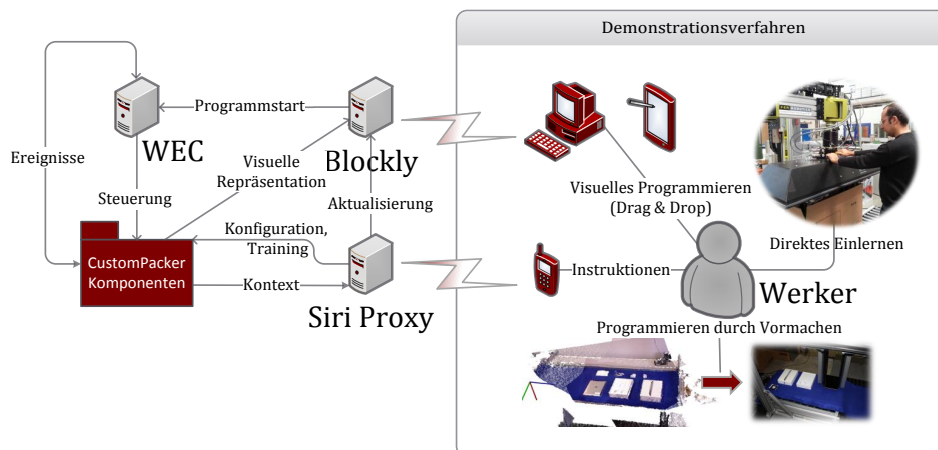 Demonstrationsverfahren
Programmstart
WEC
Blockly
Ereignisse
Visuelle
Repräsentation
Steuerung
Aktualisierung
Konfiguration,
Training
CustomPacker
Komponenten
Kontext
Siri Proxy
Visuelles Programmieren
(Drag & Drop)
Direktes Einlernen
Instruktionen
Werker
Programmieren durch Vormachen